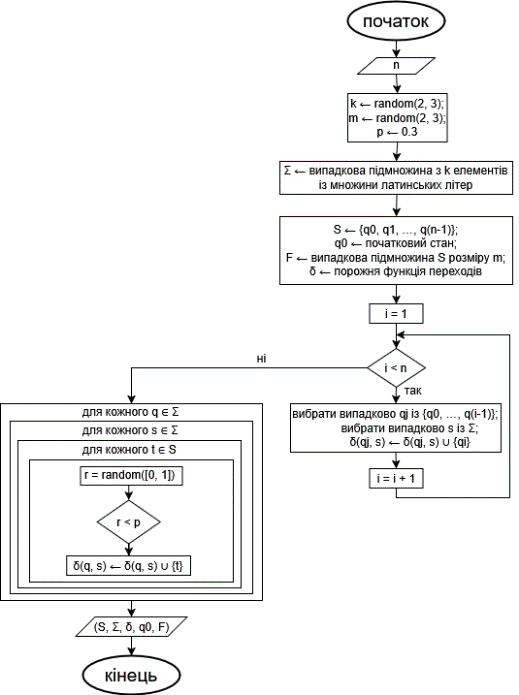 початок
n
k ← random(2, 3);
m ← random(2, 3);
p ← 0.3
Σ ← випадкова підмножина з k елементів
із множини латинських літер
S ← {q0, q1, ..., q(n-1)};
q0 ← початковий стан;
F ← випадкова підмножина S розміру m;
δ ← порожня функція переходів
i = 1
i < n
ні
так
вибрати випадково qj із {q0, ..., q(i-1)};
вибрати випадково s із Σ;
δ(qj, s) ← δ(qj, s) ∪ {qi}
i = i + 1
для кожного q ∈ Σ
для кожного s ∈ Σ
для кожного t ∈ S
r = random([0, 1])
r < p
δ(q, s) ← δ(q, s) ∪ {t}
(S, Σ, δ, q0, F)
кінець